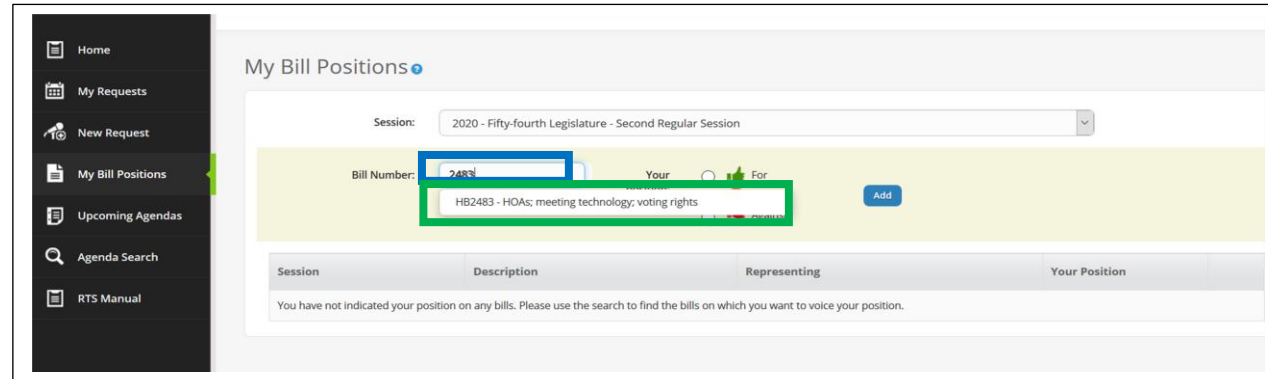 Home
My Requests
New Request
My Bill Positions
Upcoming Agendas
Agenda Search
RTS Manual
My Bill Positions
Session: 2020 - Fifty-fourth Legislature - Second Regular Session
Bill Number: 2483 Your For
HB2483 - HOAs; meeting technology; voting rights
Add
Session Description Representing Your Position
You have not indicated your position on any bills. Please use the search to find the bills on which you want to voice your position.